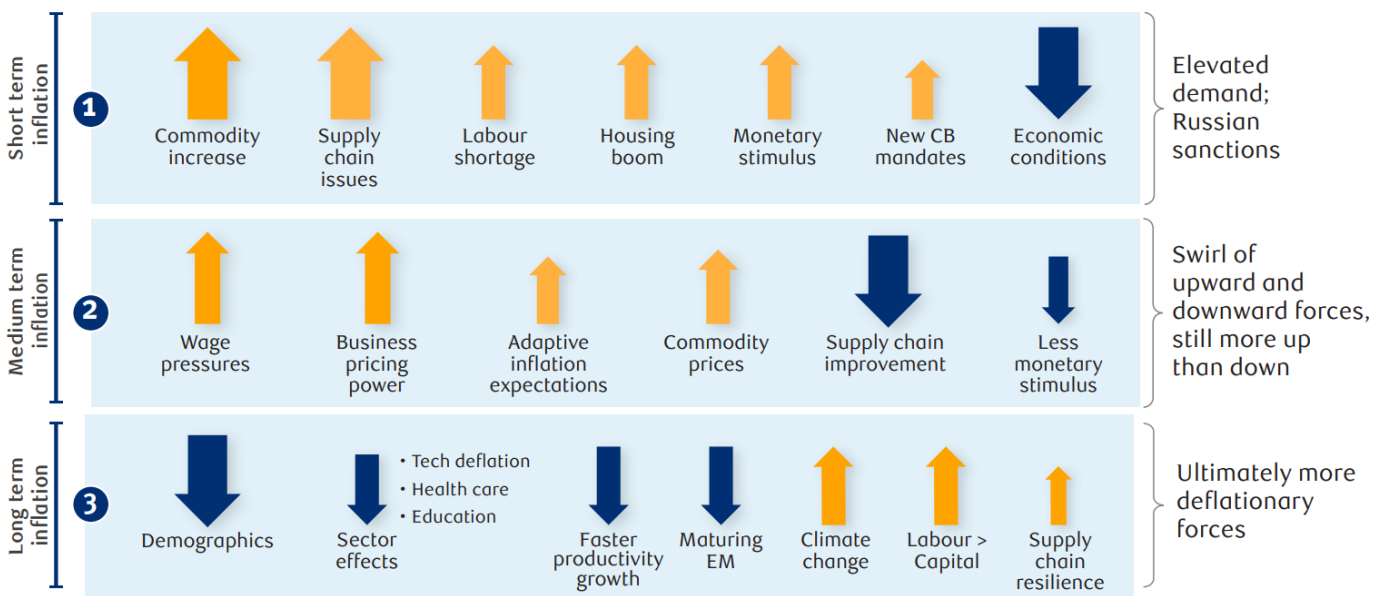 Short term
inflation
1
Commodity
increase
Supply
chain
issues
Labour
shortage
Housing
boom
Monetary
stimulus
New CB
mandates
Economic
conditions
Elevated
demand;
Russian
sanctions
Medium term
inflation
2
Wage
pressures
Business
pricing
power
Adaptive
inflation
expectations
Commodity
prices
Supply chain
improvement
Less
monetary
stimulus
Swirl of
upward and
downward forces,
still more up
than down
Long term
inflation
3
Demographics
Sector
effects
• Tech deflation
• Health care
• Education
Faster
productivity
growth
Maturing
EM
Climate
change
Labour >
Capital
Supply
chain
resilience
Ultimately more
deflationary
forces